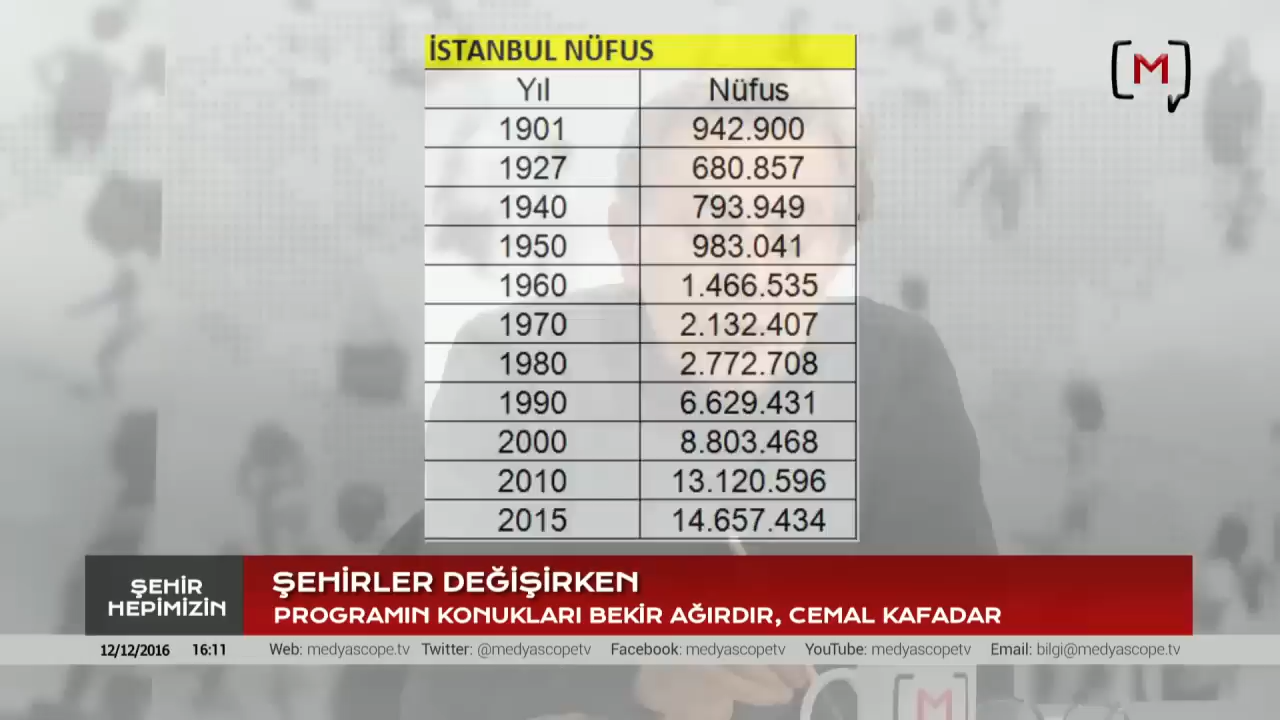 İSTANBUL NÜFUS
Yıl Nüfus
1901 942.900
1927 680.857
1940 793.949
1950 983.041
1960 1.466.535
1970 2.132.407
1980 2.772.708
1990 6.629.431
2000 8.803.468
2010 13.120.596
2015 14.657.434
M
ŞEHİR
HEPİMİZİN
ŞEHİRLER DEĞİŞİRKEN
PROGRAMIN KONUKLARI BEKİR AĞIRDIR, CEMAL KAFADAR
12/12/2016 16:11 Web: medyascope.tv Twitter: @medyascopetv Facebook: medyascopetv YouTube: medyascopetv Email: bilgi@medyascope.tv
M